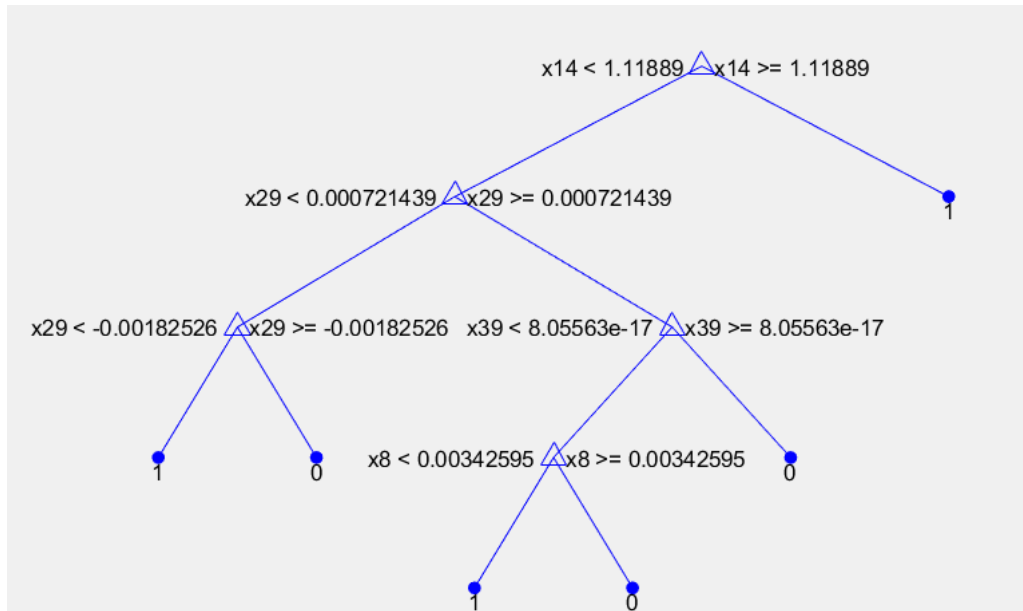 x14 < 1.11889 x14 >= 1.11889
x29 < 0.000721439 x29 >= 0.000721439
1
x29 < -0.00182526 x29 >= -0.00182526 x39 < 8.05563e-17 x39 >= 8.05563e-17
1 0 x8 < 0.00342595 x8 >= 0.00342595 0
1 0